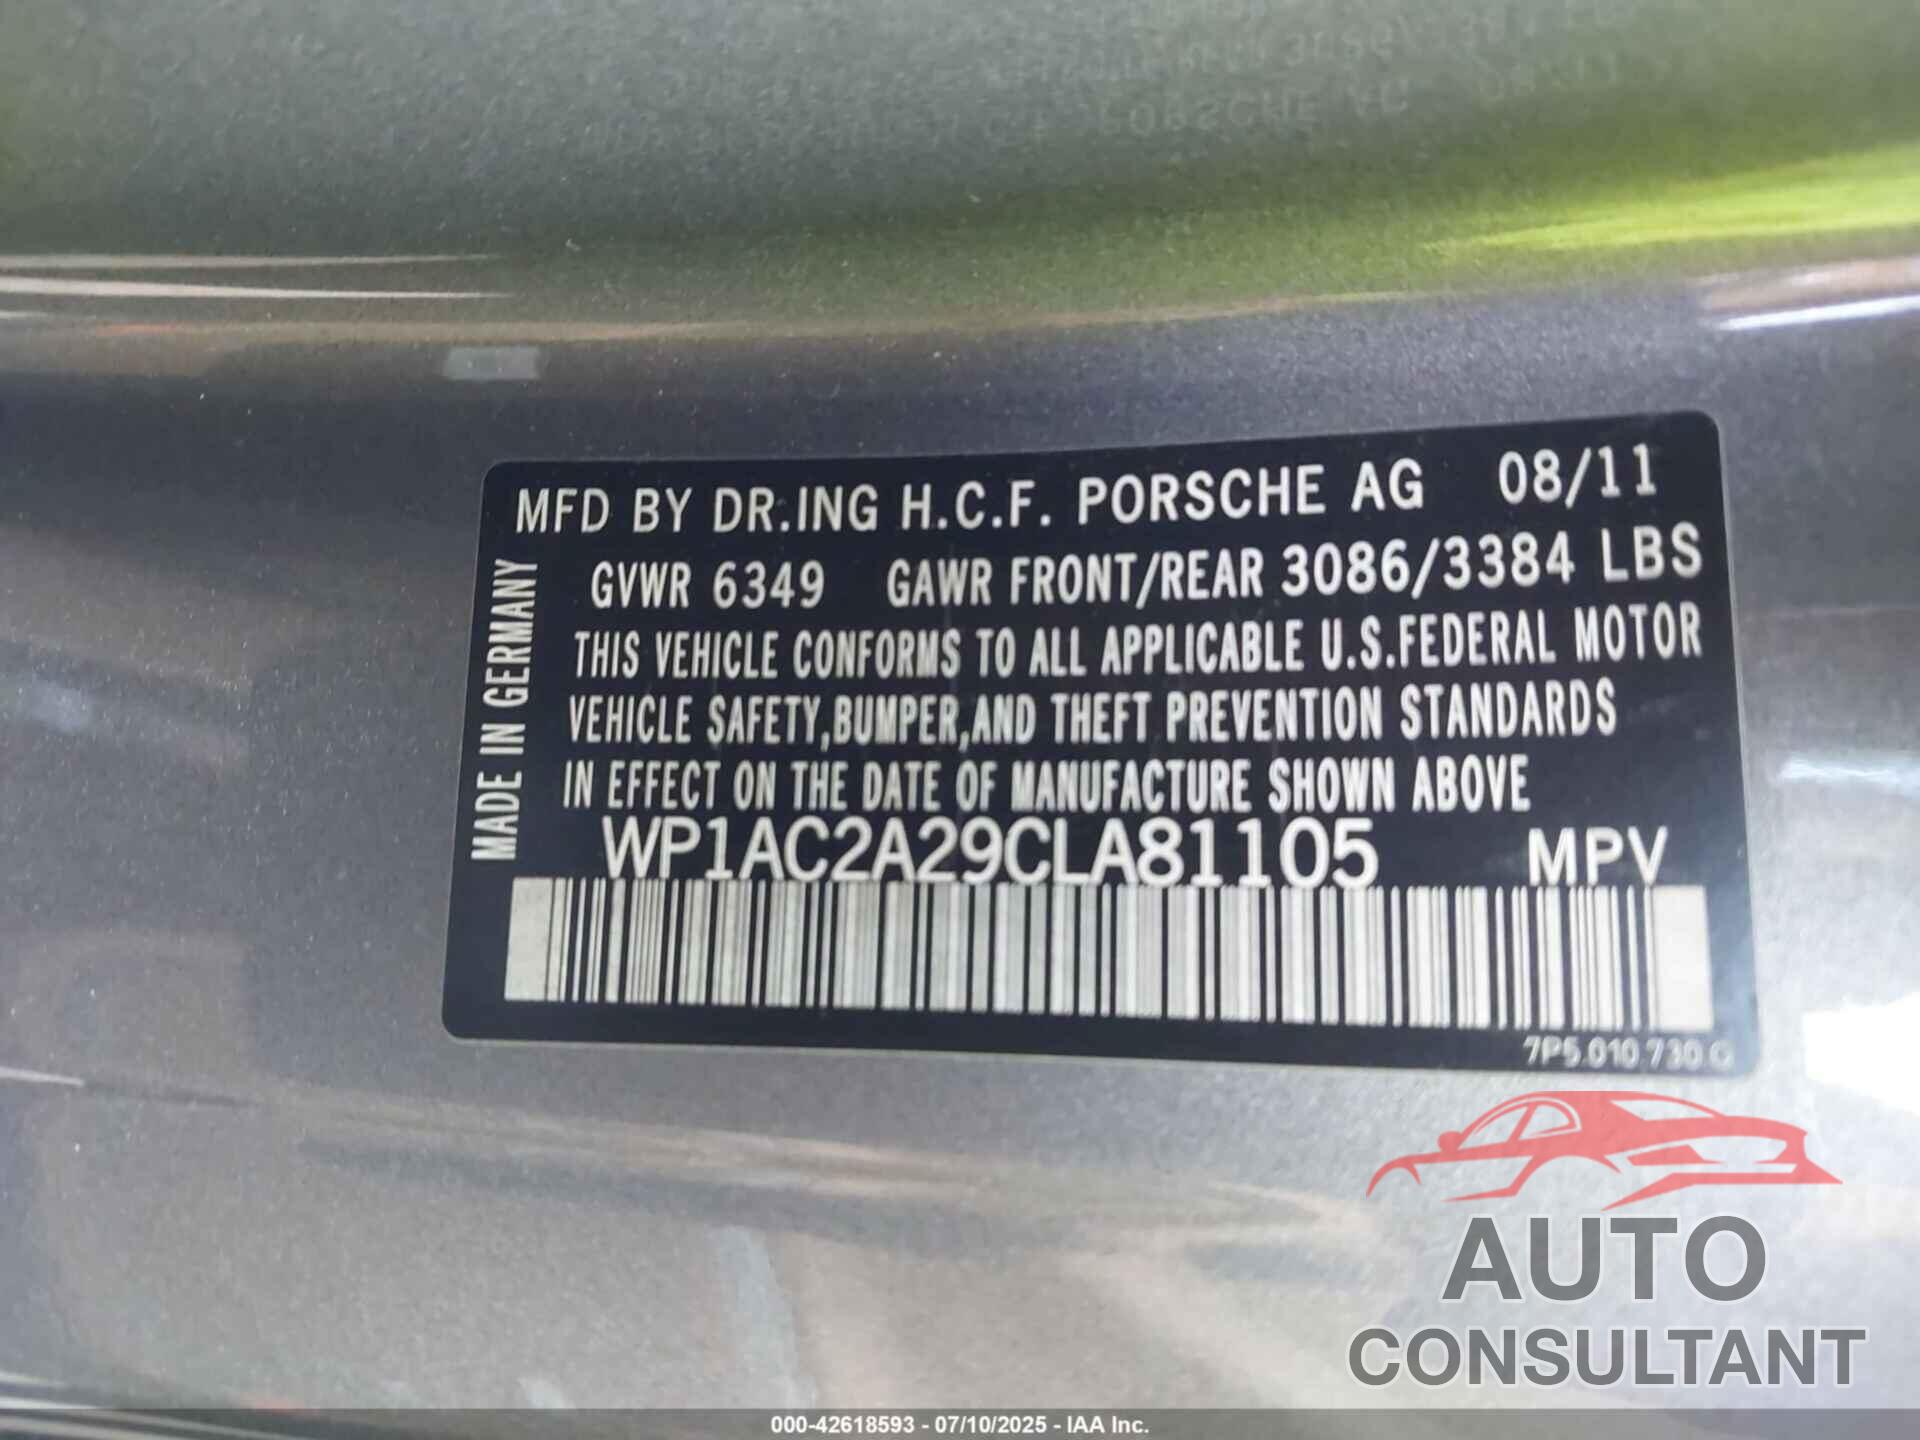 MFD BY DR.ING H.C.F. PORSCHE AG 08/11
GVWR 6349 GAWR FRONT/REAR 3086/3384 LBS
THIS VEHICLE CONFORMS TO ALL APPLICABLE U.S.FEDERAL MOTOR
VEHICLE SAFETY,BUMPER,AND THEFT PREVENTION STANDARDS
IN EFFECT ON THE DATE OF MANUFACTURE SHOWN ABOVE
WP1AC2A29CLA81105 MPV
MADE IN GERMANY
7P5.010.730.G
AUTO
CONSULTANT
000-42618593 - 07/10/2025 - IAA Inc.